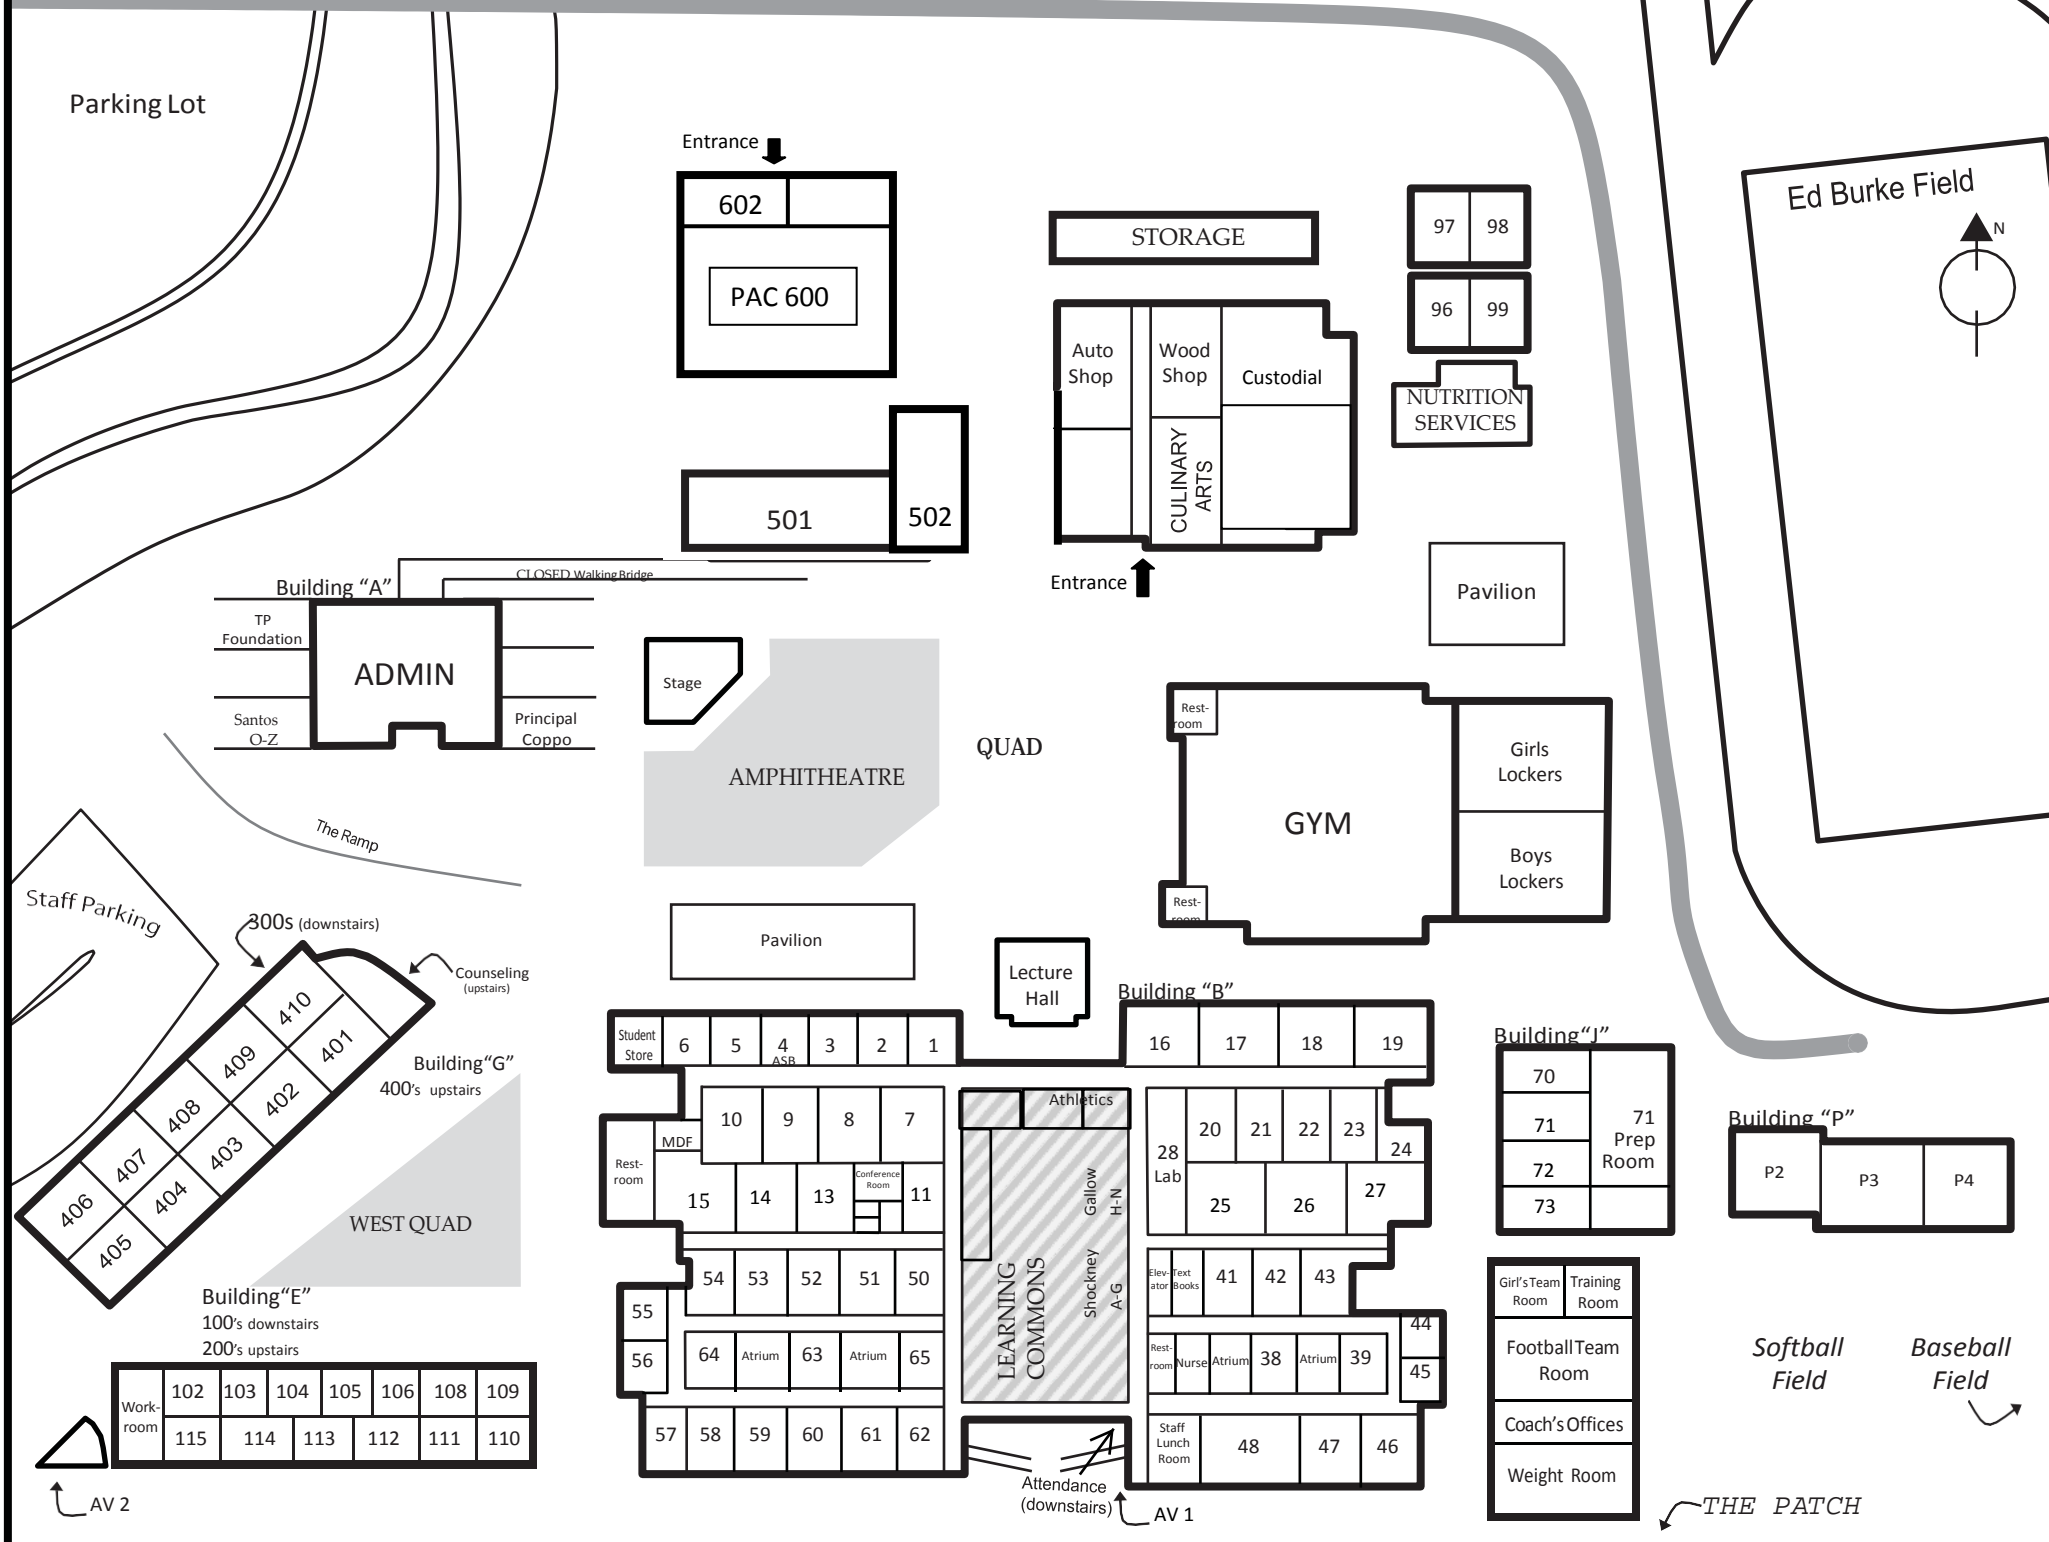 Parking Lot
Entrance
602
PAC 600
STORAGE
97
98
96
99
Ed Burke Field
N
Auto
Shop
Wood
Shop
Custodial
CULINARY
ARTS
NUTRITION
SERVICES
501
502
Entrance
Pavilion
CLOSED Walking Bridge
Building “A”
TP
Foundation
ADMIN
Santos
O-Z
Principal
Coppo
Stage
AMPHITHEATRE
QUAD
Rest-
room
GYM
Girls
Lockers
Boys
Lockers
Rest-
room
The Ramp
Staff Parking
300s (downstairs)
Counseling
(upstairs)
410
409
401
408
402
407
403
406
404
405
Building“G”
400’s upstairs
WEST QUAD
Pavilion
Lecture
Hall
Building “B”
Student
Store
6
5
4
ASB
3
2
1
16
17
18
19
10
9
8
7
MDF
Rest-
room
15
14
13
Conference
Room
11
Athletics
Gallow
H-N
Shockney
A-G
LEARNING
COMMONS
28
Lab
20
21
22
23
24
25
26
27
54
53
52
51
50
55
56
64
Atrium
63
Atrium
65
57
58
59
60
61
62
Elev-
ator
Text
Books
41
42
43
44
45
Rest-
room
Nurse
Atrium
38
Atrium
39
Staff
Lunch
Room
48
47
46
Attendance
(downstairs)
AV 1
Building“J”
70
71
72
73
71
Prep
Room
Building “P”
P2
P3
P4
Girl’s Team
Room
Training
Room
Football Team
Room
Coach’s Offices
Weight Room
Softball
Field
Baseball
Field
THE PATCH
Building“E”
100’s downstairs
200’s upstairs
Work-
room
102
103
104
105
106
108
109
115
114
113
112
111
110
AV 2